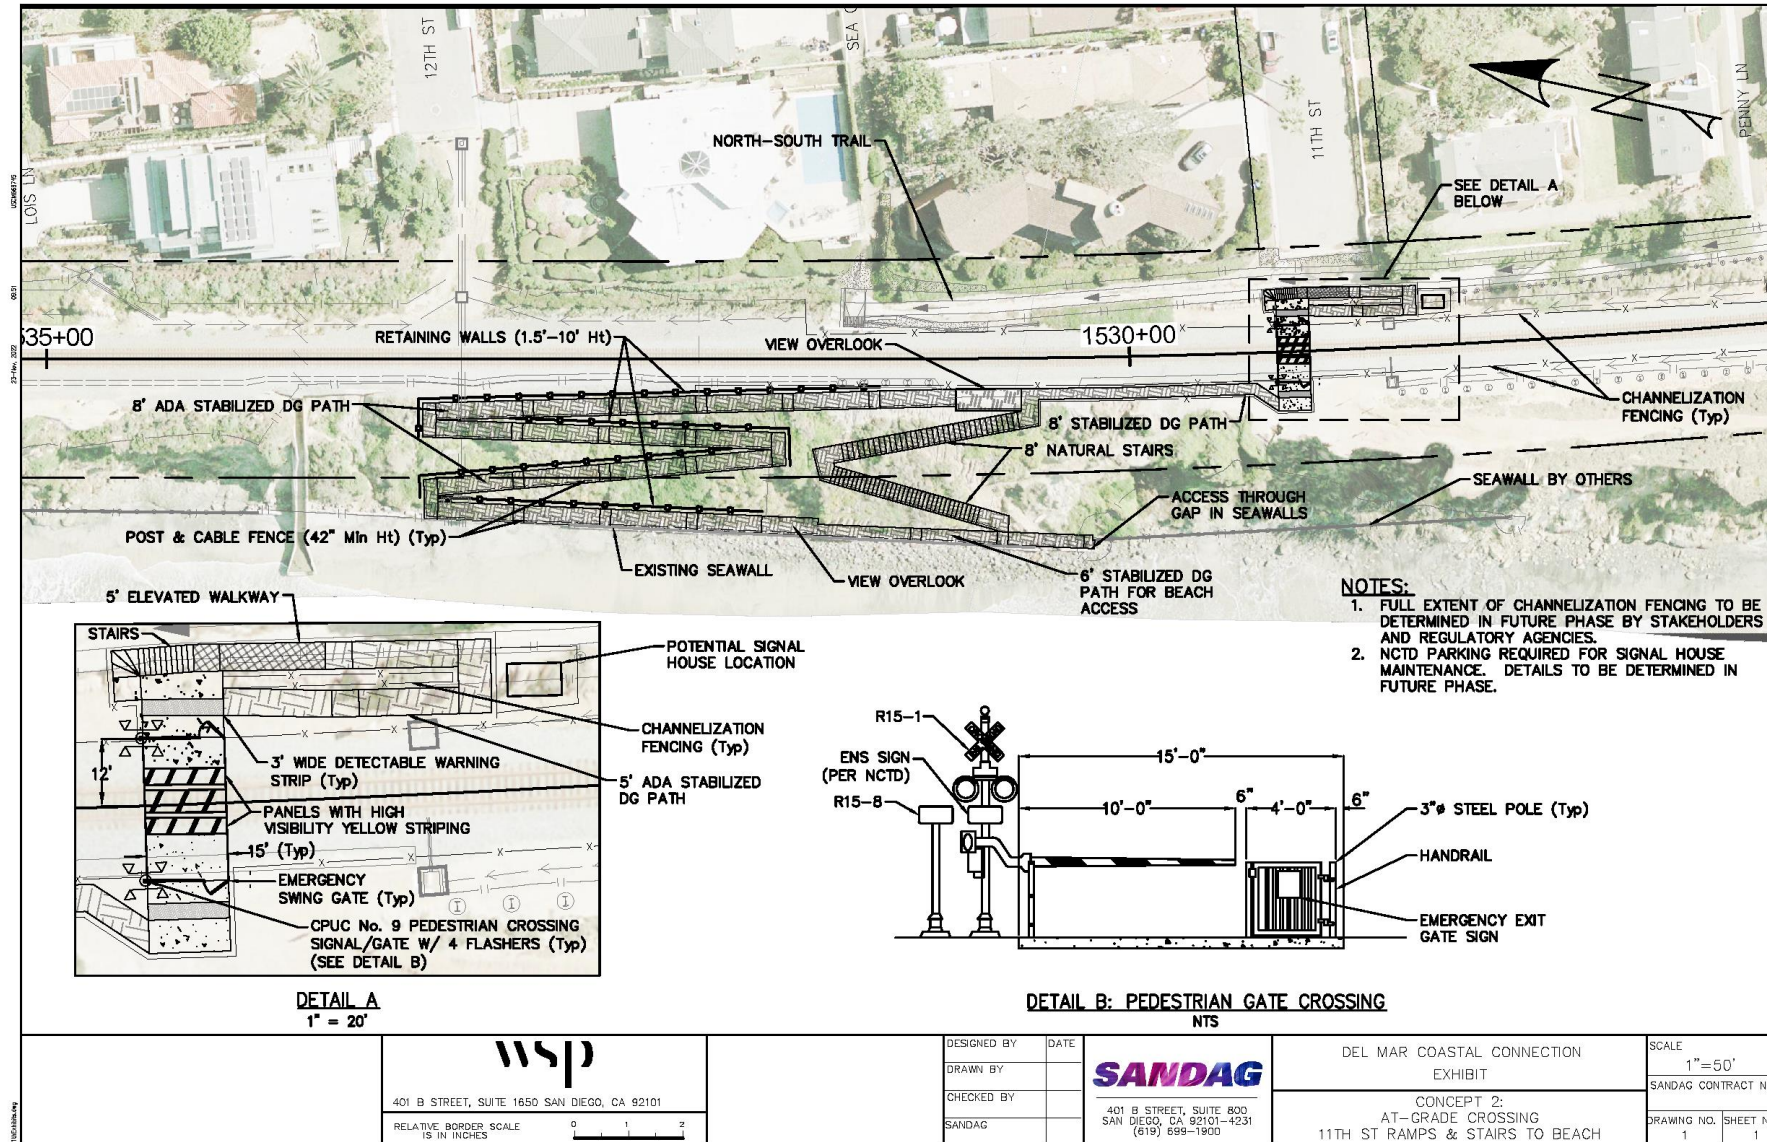 12TH ST
SEA
11TH ST
PENNY LN
LOIS LN
NORTH-SOUTH TRAIL
SEE DETAIL A
BELOW
535+00
RETAINING WALLS (1.5'-10' Ht)
VIEW OVERLOOK
1530+00
8' ADA STABILIZED DG PATH
8' STABILIZED DG PATH
CHANNELIZATION
FENCING (Typ)
8' NATURAL STAIRS
SEAWALL BY OTHERS
ACCESS THROUGH
GAP IN SEAWALLS
POST & CABLE FENCE (42" Min Ht) (Typ)
EXISTING SEAWALL
VIEW OVERLOOK
6' STABILIZED DG
PATH FOR BEACH
ACCESS
NOTES:
1. FULL EXTENT OF CHANNELIZATION FENCING TO BE
DETERMINED IN FUTURE PHASE BY STAKEHOLDERS
AND REGULATORY AGENCIES.
2. NCTD PARKING REQUIRED FOR SIGNAL HOUSE
MAINTENANCE. DETAILS TO BE DETERMINED IN
FUTURE PHASE.
5' ELEVATED WALKWAY
STAIRS
POTENTIAL SIGNAL
HOUSE LOCATION
CHANNELIZATION
FENCING (Typ)
12'
3' WIDE DETECTABLE WARNING
STRIP (Typ)
5' ADA STABILIZED
DG PATH
PANELS WITH HIGH
VISIBILITY YELLOW STRIPING
15' (Typ)
EMERGENCY
SWING GATE (Typ)
CPUC No. 9 PEDESTRIAN CROSSING
SIGNAL/GATE W/ 4 FLASHERS (Typ)
(SEE DETAIL B)
DETAIL A
1" = 20'
R15-1
ENS SIGN
(PER NCTD)
R15-8
15'-0"
10'-0"
6"
4'-0"
6"
3"ø STEEL POLE (Typ)
HANDRAIL
EMERGENCY EXIT
GATE SIGN
DETAIL B: PEDESTRIAN GATE CROSSING
NTS
wsp
401 B STREET, SUITE 1650 SAN DIEGO, CA 92101
RELATIVE BORDER SCALE
IS IN INCHES
0 1 2
DESIGNED BY DATE
DRAWN BY
CHECKED BY
SANDAG
SANDAG
401 B STREET, SUITE 800
SAN DIEGO, CA 92101-4231
(619) 699-1900
DEL MAR COASTAL CONNECTION
EXHIBIT
CONCEPT 2:
AT-GRADE CROSSING
11TH ST RAMPS & STAIRS TO BEACH
SCALE
1"=50'
SANDAG CONTRACT N
DRAWING NO. SHEET N
1 1